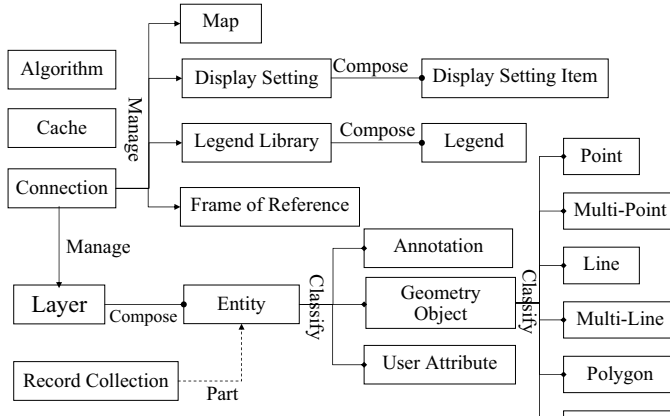 Map
Algorithm
Display Setting
Compose
Display Setting Item
Manage
Cache
Legend Library
Compose
Legend
Point
Connection
Frame of Reference
Multi-Point
Manage
Annotation
Line
Layer
Compose
Entity
Classify
Geometry
Object
Classify
Multi-Line
User Attribute
Polygon
Record Collection
Part